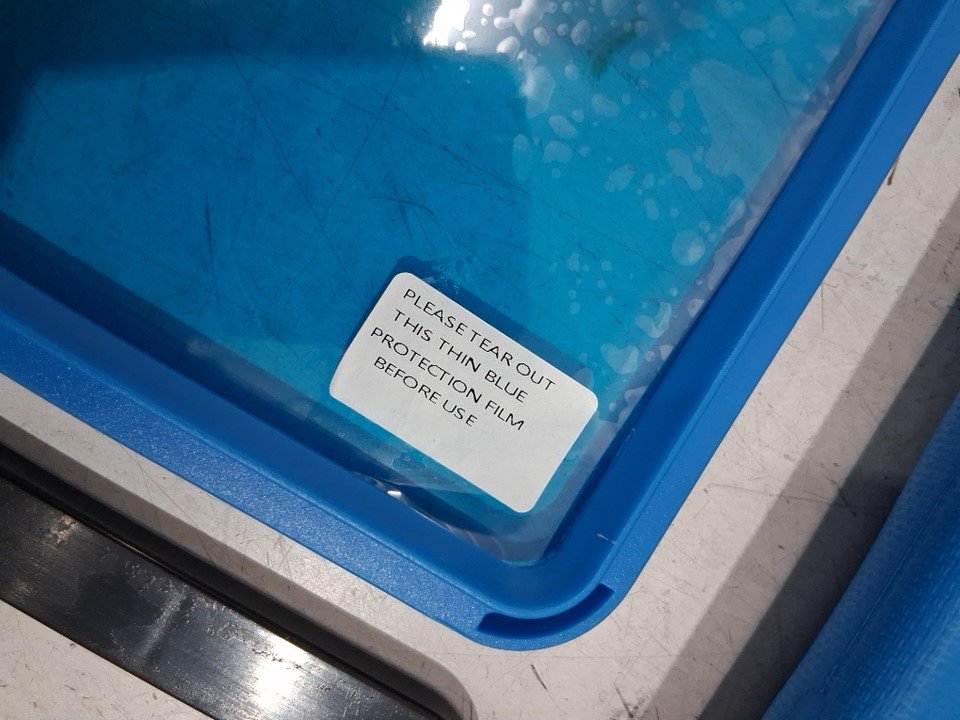 PLEASE TEAR OUT
THIS THIN BLUE
PROTECTION FILM
BEFORE USE